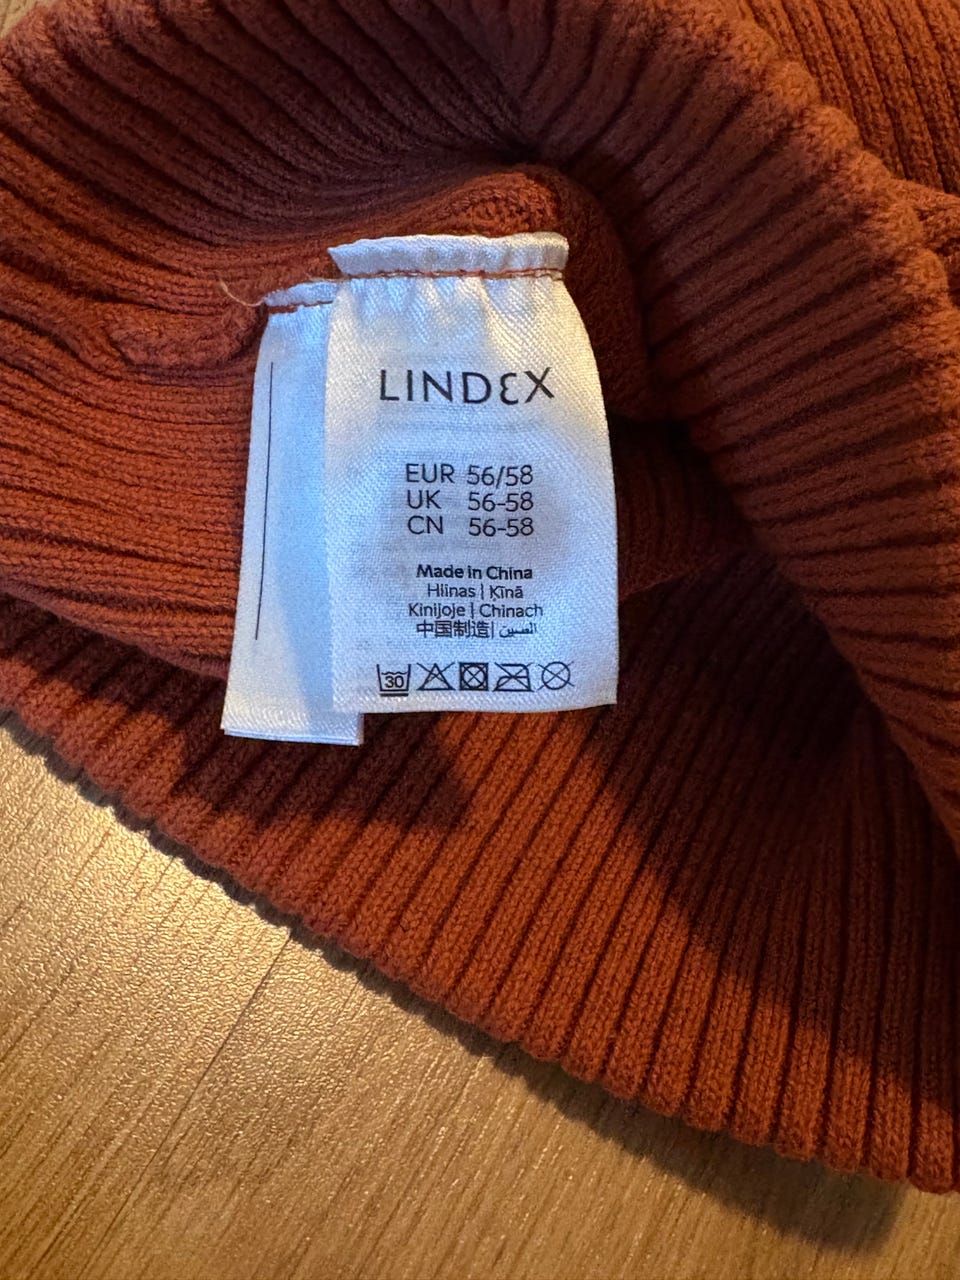 LINDEX
EUR 56/58
UK 56-58
CN 56-58
Made in China
Hiinas | Ķīnā
Kinijoje | Chinach
中国制造| الصين
30